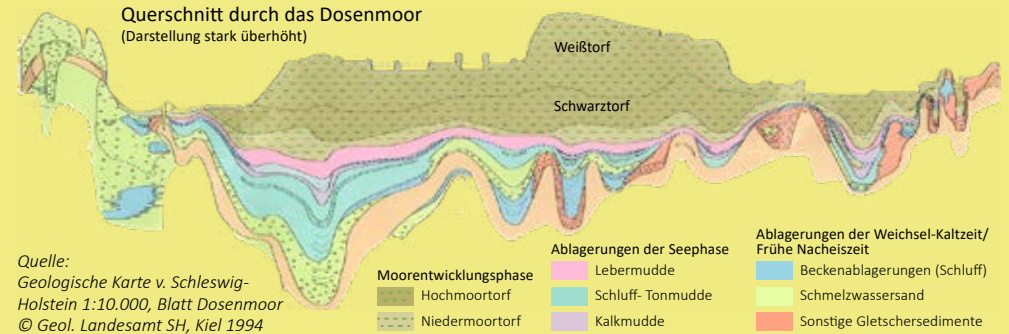 Querschnitt durch das Dosenmoor
(Darstellung stark überhöht)
Weißtorf
Schwarztorf
Quelle:
Geologische Karte v. Schleswig-
Holstein 1:10.000, Blatt Dosenmoor
© Geol. Landesamt SH, Kiel 1994
Moorentwicklungsphase
Hochmoortorf
Niedermoortorf
Ablagerungen der Seephase
Lebermudde
Schluff- Tonmudde
Kalkmudde
Ablagerungen der Weichsel-Kaltzeit/
Frühe Nacheiszeit
Beckenablagerungen (Schluff)
Schmelzwassersand
Sonstige Gletschersedimente